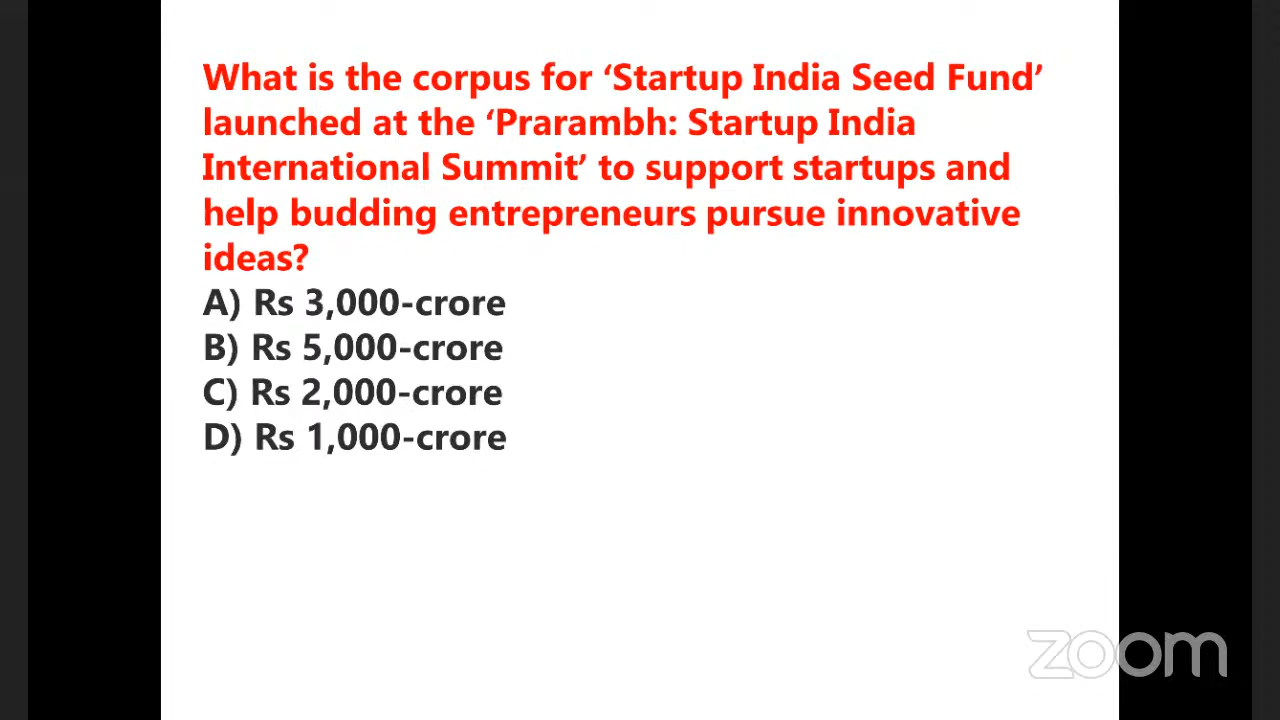 What is the corpus for ‘Startup India Seed Fund’
launched at the ‘Prarambh: Startup India
International Summit’ to support startups and
help budding entrepreneurs pursue innovative
ideas?
A) Rs 3,000-crore
B) Rs 5,000-crore
C) Rs 2,000-crore
D) Rs 1,000-crore
zoom